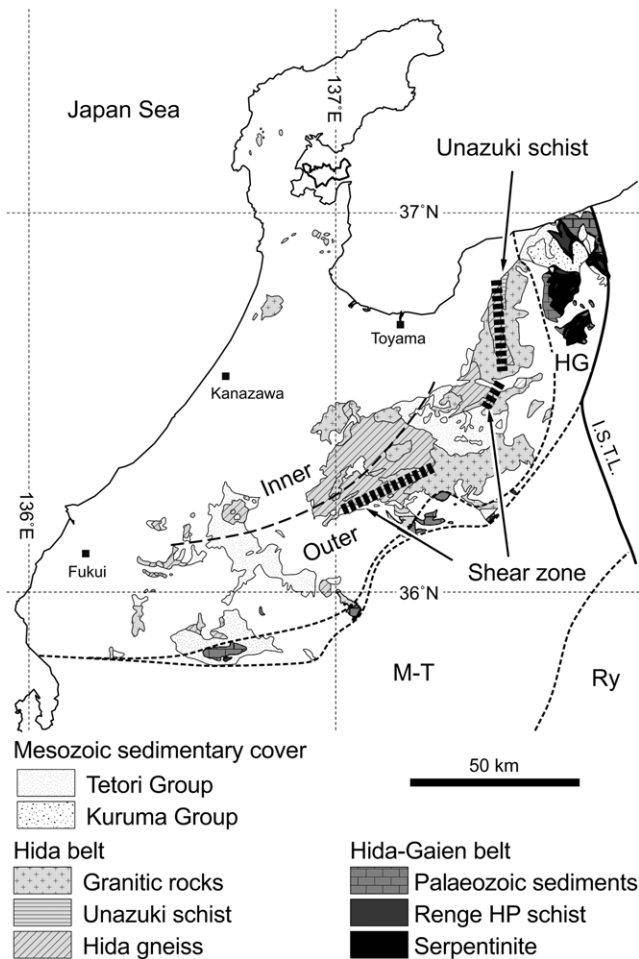 Japan Sea
137°E
Unazuki schist
37°N
Toyama
HG
Kanazawa
I.S.T.L.
Inner
136°E
Outer
Fukui
Shear zone
36°N
M-T
Ry
Mesozoic sedimentary cover
50 km
Tetori Group
Kuruma Group
Hida belt
Granitic rocks
Unazuki schist
Hida gneiss
Hida-Gaien belt
Palaeozoic sediments
Renge HP schist
Serpentinite